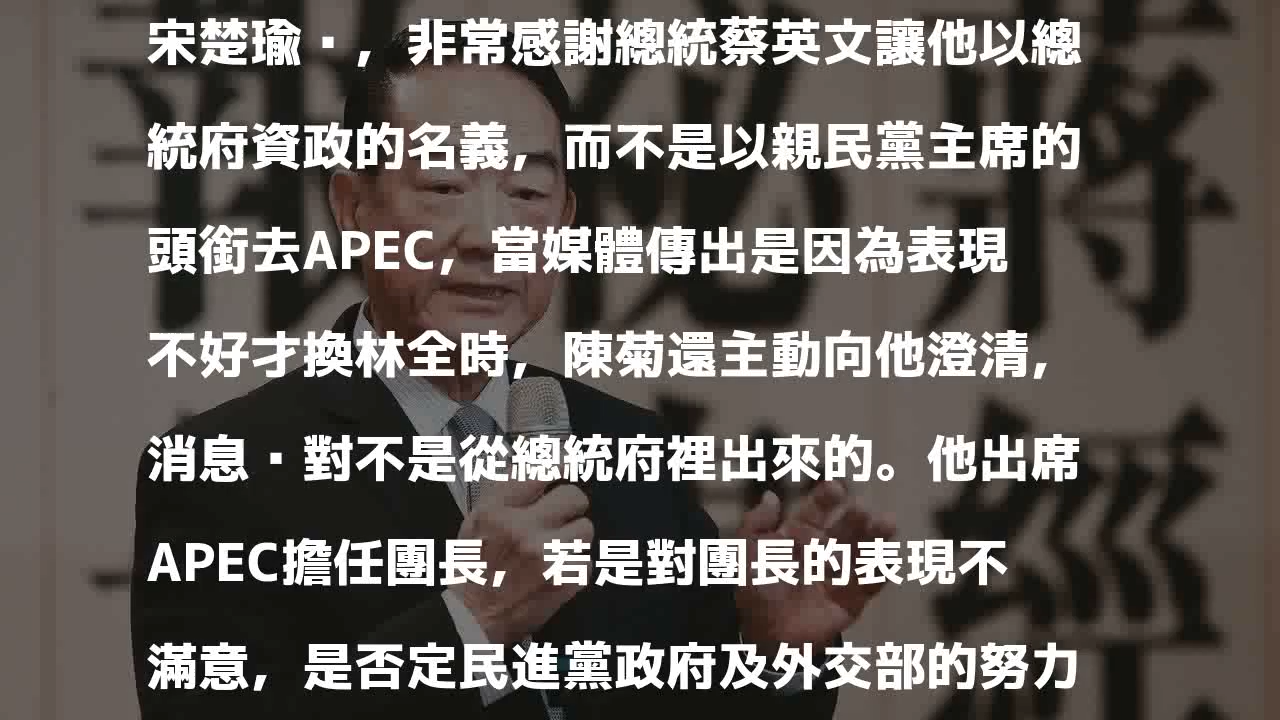 宋楚瑜·，非常感謝總統蔡英文讓他以總
統府資政的名義，而不是以親民黨主席的
頭銜去APEC，當媒體傳出是因為表現
不好才換林全時，陳菊還主動向他澄清，
消息·對不是從總統府裡出來的。他出席
APEC擔任團長，若是對團長的表現不
滿意，是否定民進黨政府及外交部的努力